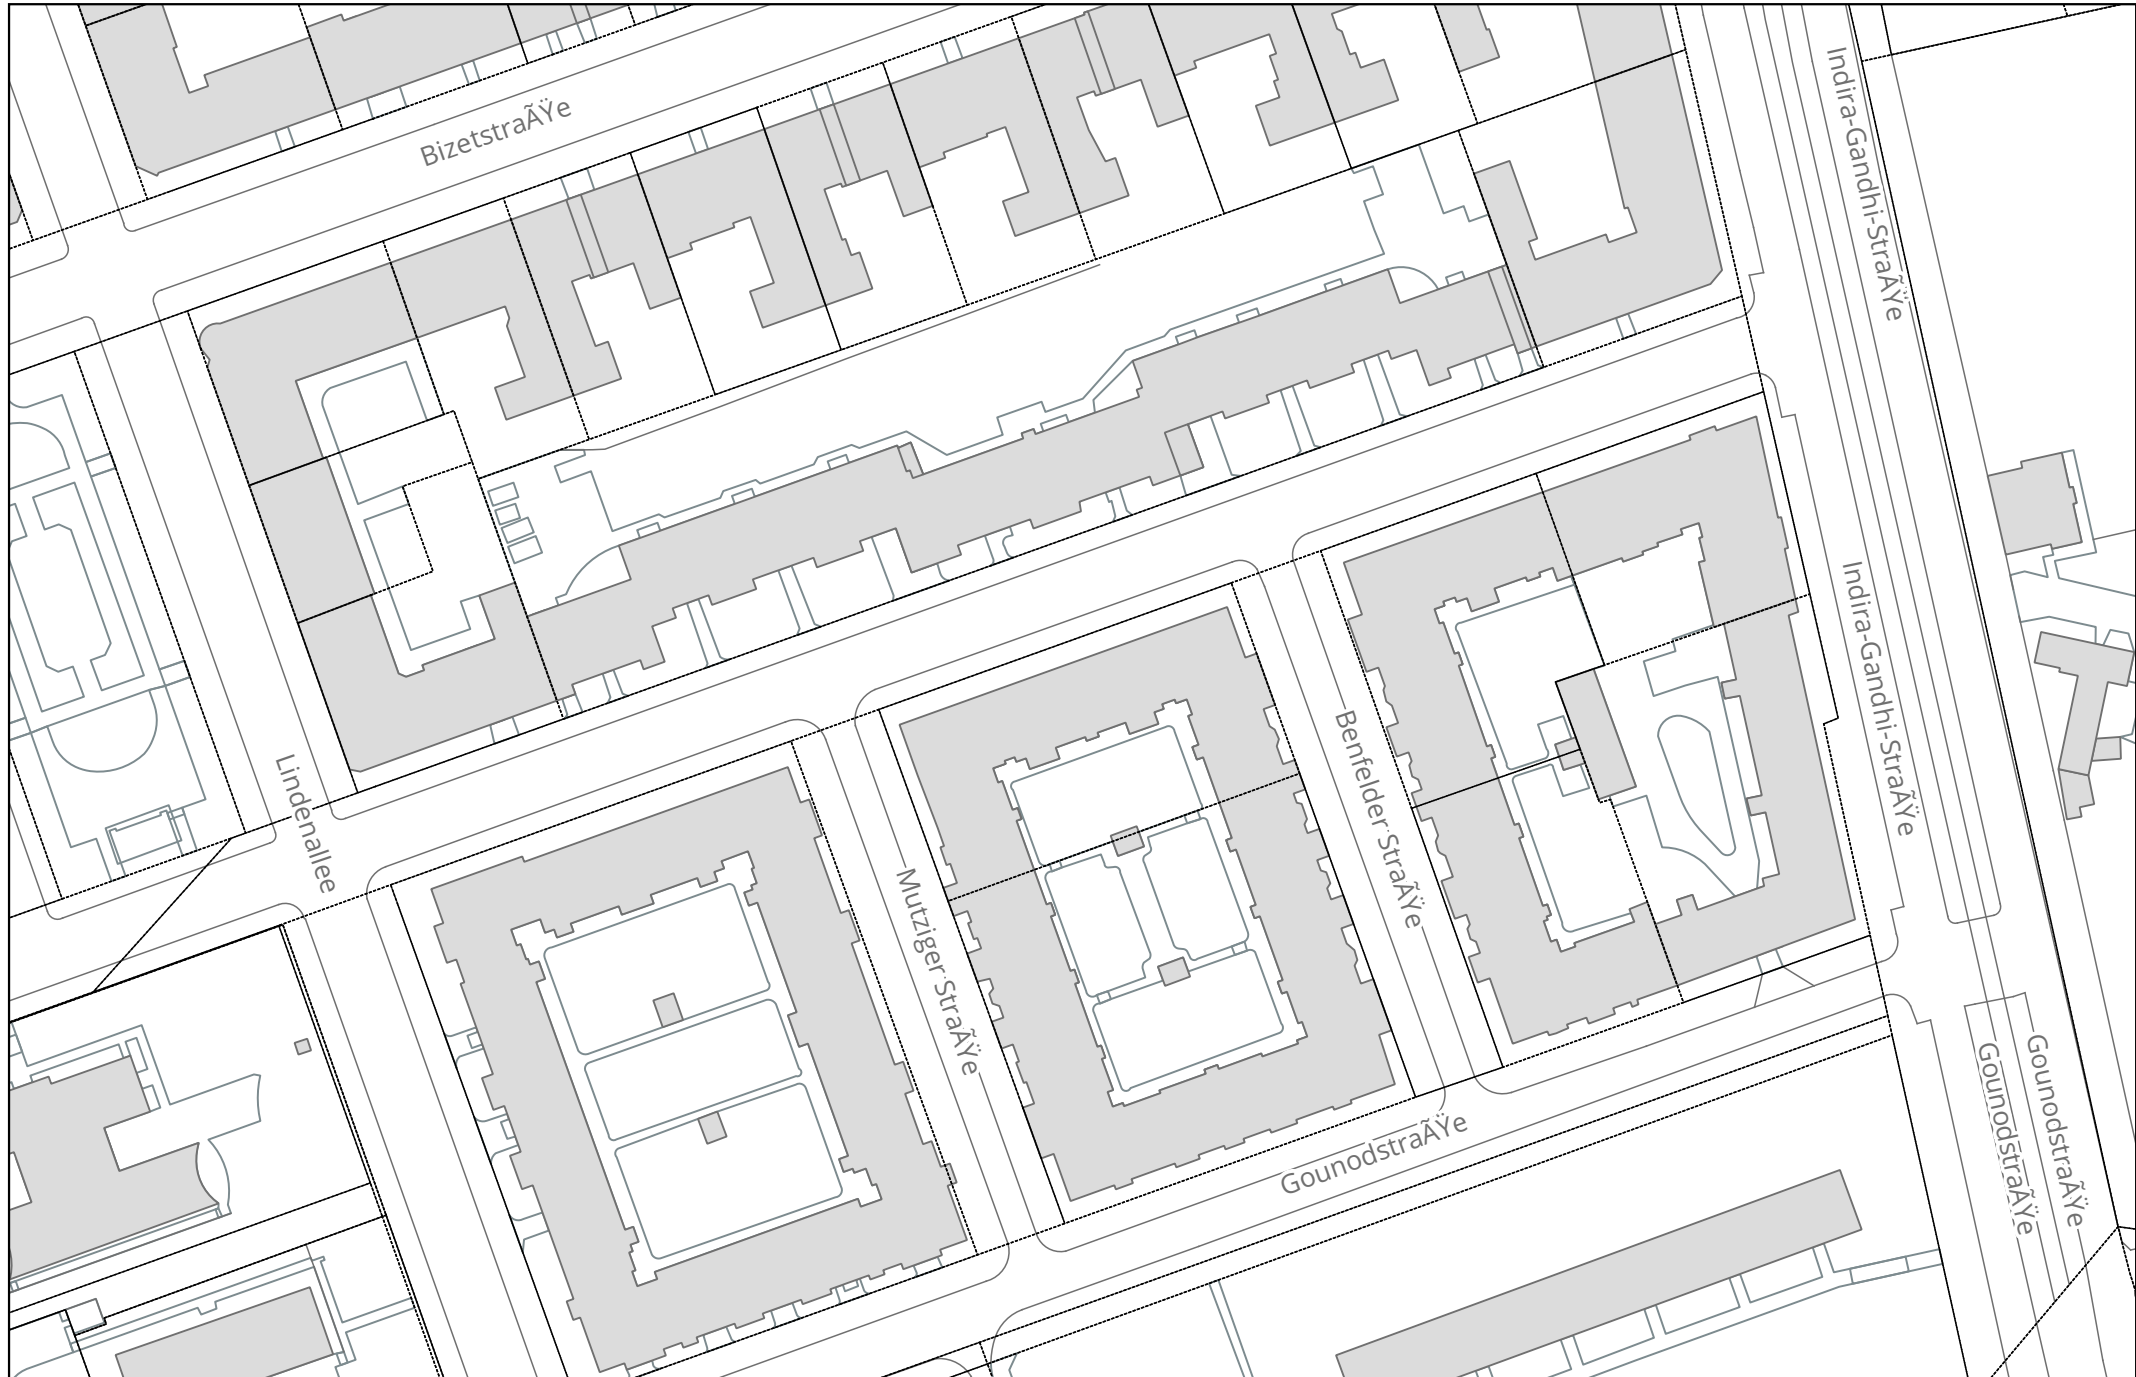 BizetstraÃŸe
Indira-Gandhi-StraÃŸe
Indira-Gandhi-StraÃŸe
Lindenallee
Mutziger StraÃŸe
Benfelder StraÃŸe
GounodstraÃŸe
GounodstraÃŸe
GounodstraÃŸe